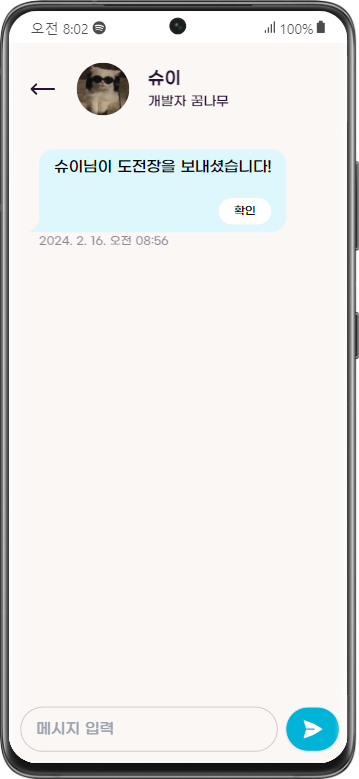 오전 8:02 100%
슈이
개발자 꿈나무
슈이님이 도전장을 보내셨습니다!
확인
2024. 2. 16. 오전 08:56
메시지 입력